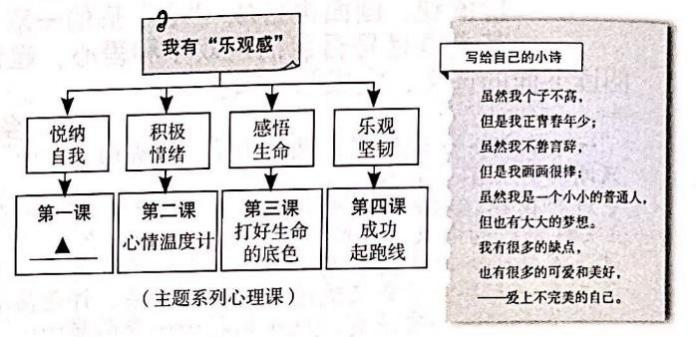 我有“乐观感”
悦纳
自我
积极
情绪
感悟
生命
乐观
坚韧
第一课
▲
第二课
心情温度计
第三课
打好生命
的底色
第四课
成功
起跑线
（主题系列心理课）
写给自己的小诗
虽然我个子不高，
但是我正青春年少；
虽然我不善言辞，
但是我画画很棒；
虽然我是一个小小的普通人，
但也有大大的梦想。
我有很多的缺点，
也有很多的可爱和美好，
——爱上不完美的自己。